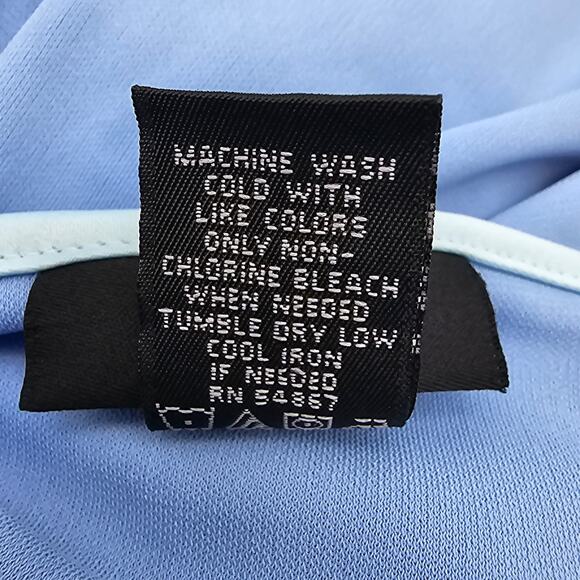 MACHINE WASH
COLD WITH
LIKE COLORS
ONLY NON-
CHLORINE BLEACH
WHEN NEEDED
TUMBLE DRY LOW
COOL IRON
IF NEEDED
RN 54867